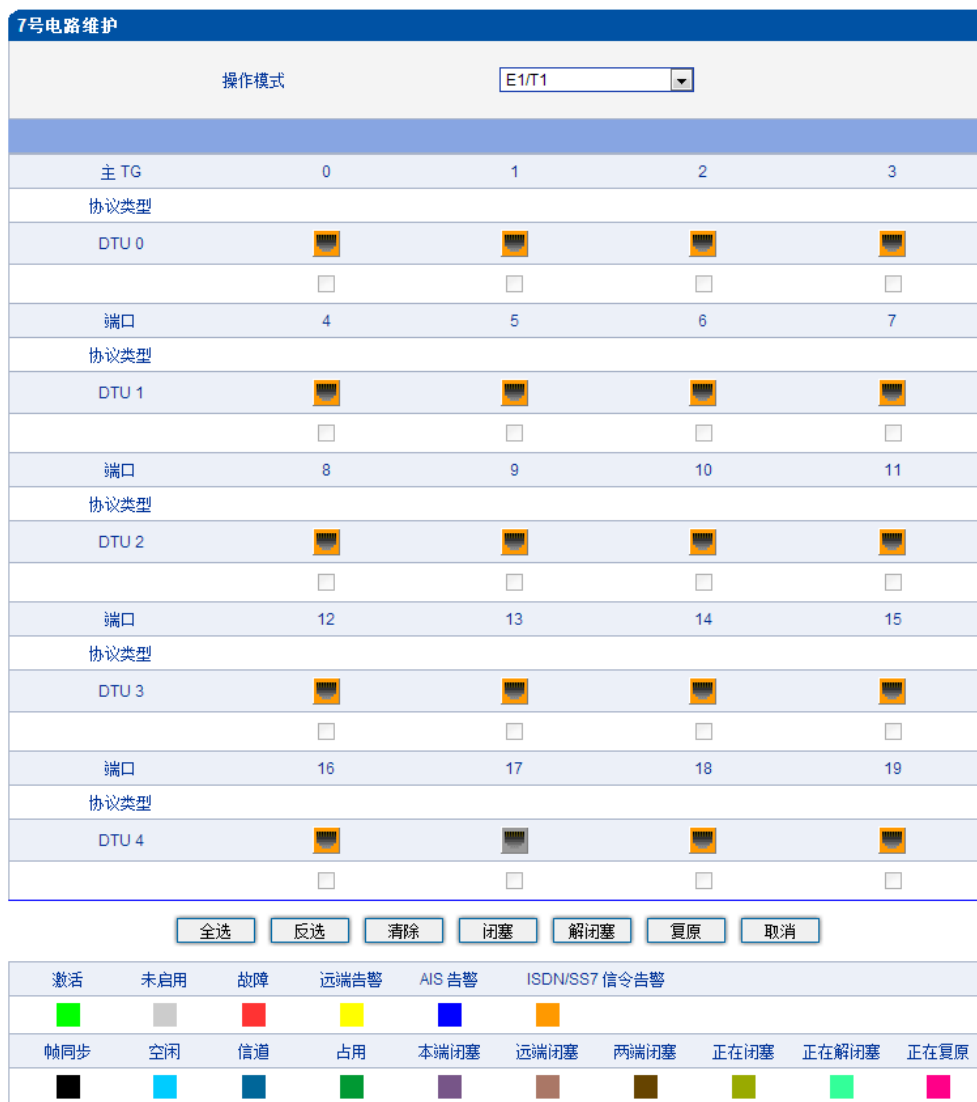 7号电路维护
操作模式 E1/T1
主 TG 0 1 2 3
协议类型
DTU 0
端口 4 5 6 7
协议类型
DTU 1
端口 8 9 10 11
协议类型
DTU 2
端口 12 13 14 15
协议类型
DTU 3
端口 16 17 18 19
协议类型
DTU 4
全选 反选 清除 闭塞 解闭塞 复原 取消
激活 未启用 故障 远端告警 AIS 告警 ISDN/SS7 信令告警
帧同步 空闲 信道 占用 本端闭塞 远端闭塞 两端闭塞 正在闭塞 正在解闭塞 正在复原